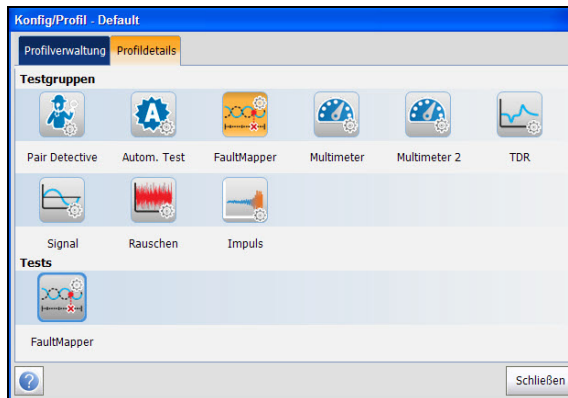 Konfig/Profil - Default
Profilverwaltung Profildetails
Testgruppen
Pair Detective Autom. Test FaultMapper Multimeter Multimeter 2 TDR
Signal Rauschen Impuls
Tests
FaultMapper
? Schließen